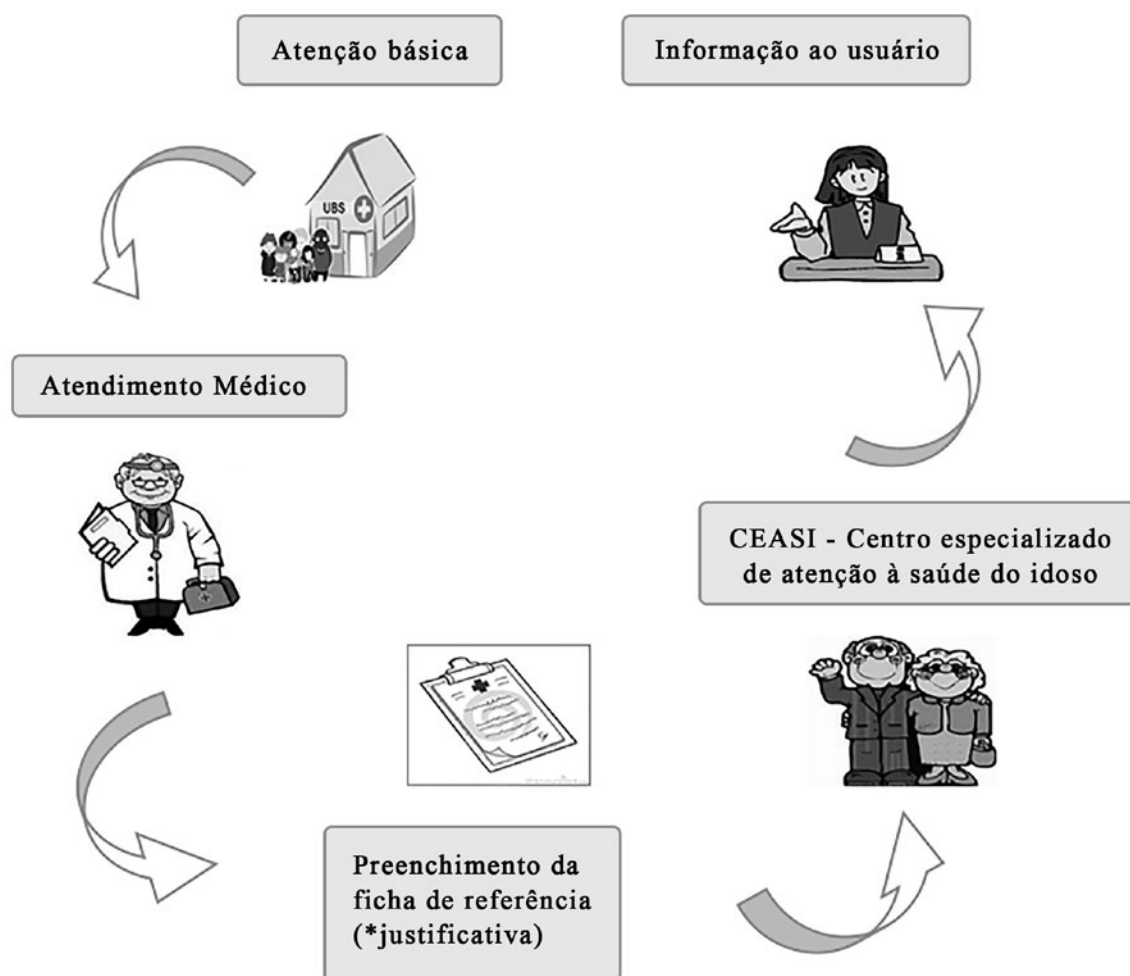 Atenção básica
Informação ao usuário
UBS
Atendimento Médico
CEASI - Centro especializado
de atenção à saúde do idoso
Preenchimento da
ficha de referência
(*justificativa)